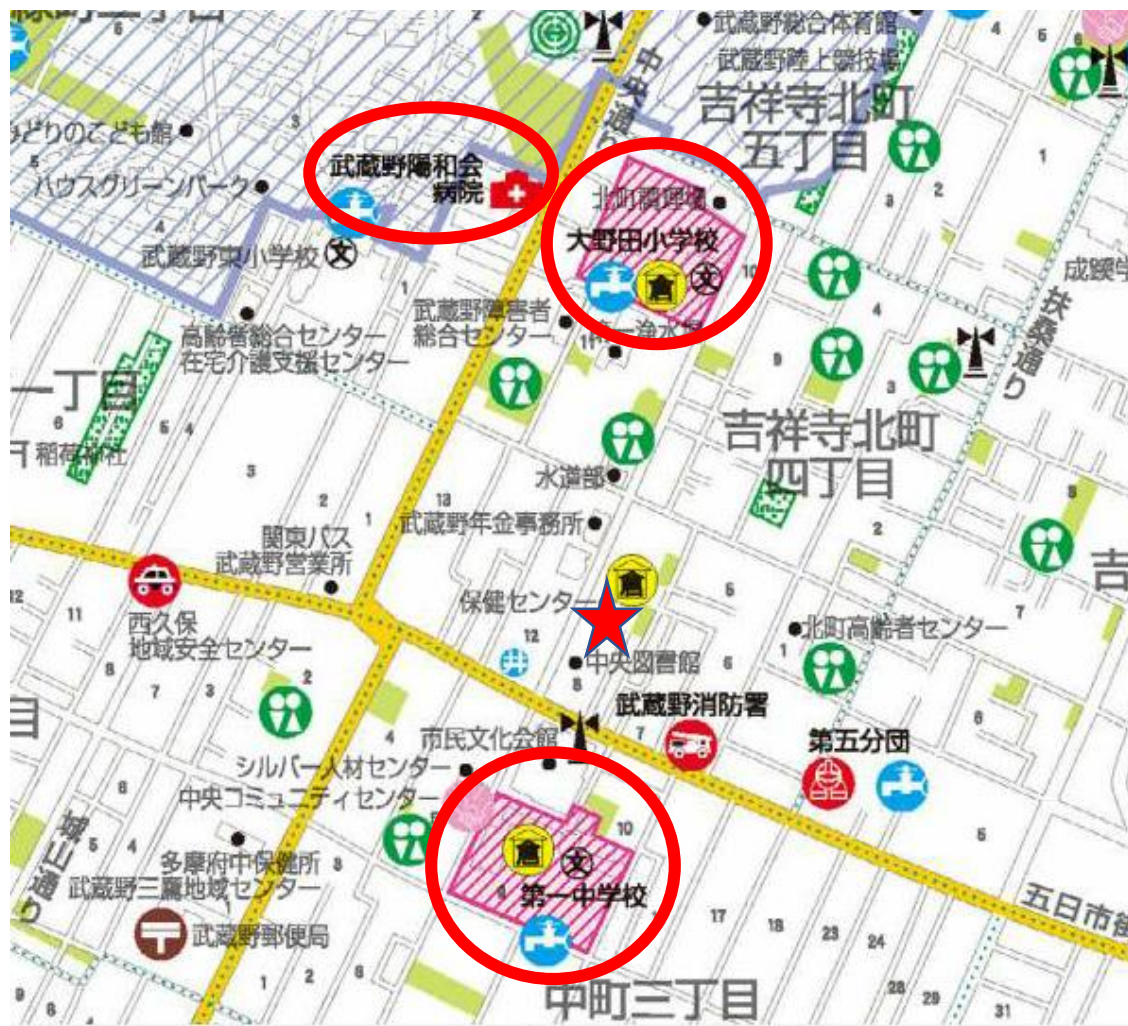 武蔵野総合体育館
武蔵野陸上競技場
中央通り
吉祥寺北町
五丁目
みどりのこども館
ハウスグリーンパーク
武蔵野陽和会
病院
北町調理場
大野田小学校
文
倉
武蔵野東小学校
文
成蹊学
扶桑通り
高齢者総合センター
在宅介護支援センター
武蔵野障害者
総合センター
第一浄水場
一丁目
稲荷神社
吉祥寺北町
四丁目
水道部
武蔵野年金事務所
関東バス
武蔵野営業所
吉
倉
保健センター
西久保
地域安全センター
井
中央図書館
北町高齢者センター
目
武蔵野消防署
第五分団
市民文化会館
シルバー人材センター
中央コミュニティセンター
倉
文
第一中学校
多摩府中保健所
武蔵野三鷹地域センター
城山通り
武蔵野郵便局
五日市街
中町三丁目